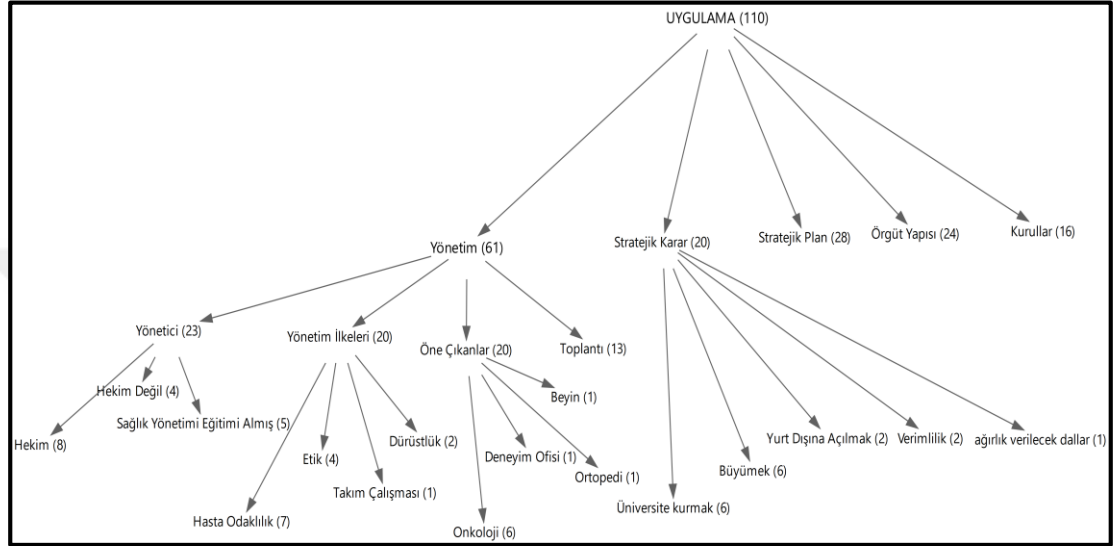 UYGULAMA (110)
Yönetim (61)
Stratejik Karar (20)
Stratejik Plan (28)
Örgüt Yapısı (24)
Kurullar (16)
Yönetici (23)
Yönetim İlkeleri (20)
Öne Çıkanlar (20)
Toplantı (13)
Hekim Değil (4)
Sağlık Yönetimi Eğitimi Almış (5)
Hekim (8)
Hasta Odaklılık (7)
Etik (4)
Takım Çalışması (1)
Dürüstlük (2)
Onkoloji (6)
Deneyim Ofisi (1)
Ortopedi (1)
Beyin (1)
Üniversite kurmak (6)
Büyümek (6)
Yurt Dışına Açılmak (2)
Verimlilik (2)
ağırlık verilecek dallar (1)